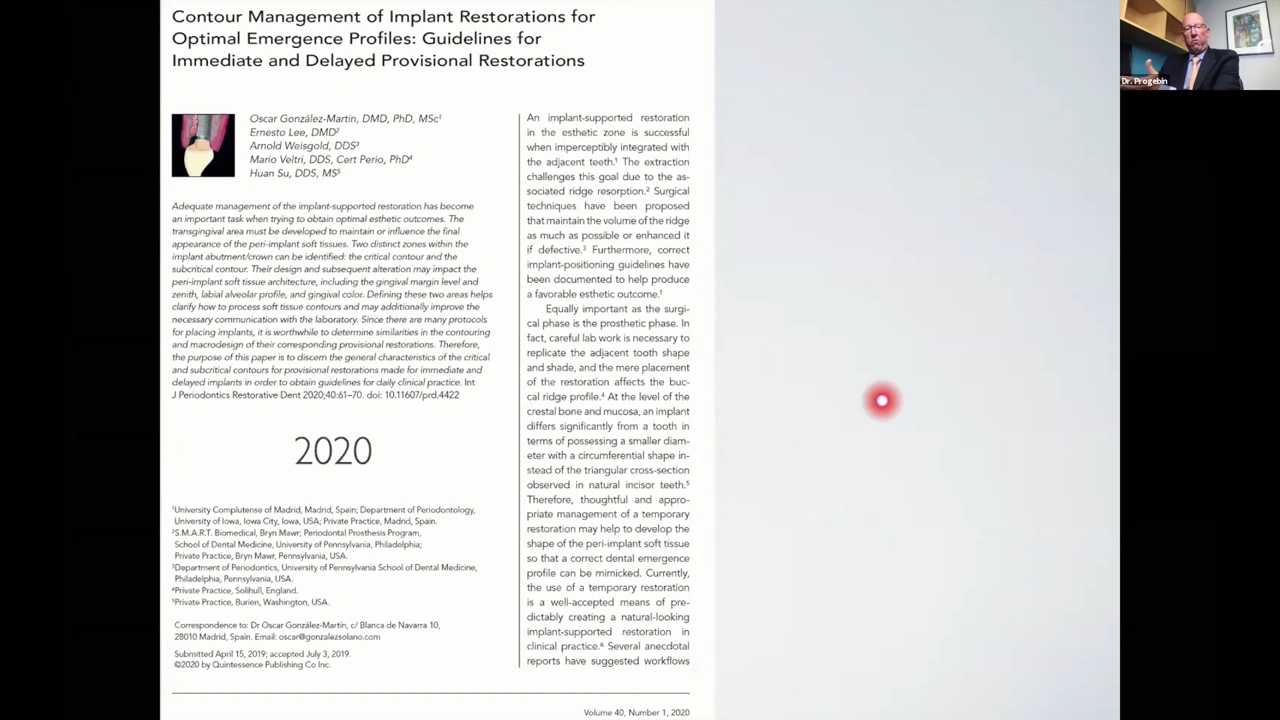 Contour Management of Implant Restorations for
Optimal Emergence Profiles: Guidelines for
Immediate and Delayed Provisional Restorations
Oscar González-Martín, DMD, PhD, MSc¹
Ernesto Lee, DMD²
Arnold Weisgold, DDS³
Mario Veltri, DDS, Cert Perio, PhD⁴
Huan Su, DDS, MS⁵
Adequate management of the implant-supported restoration has become
an important task when trying to obtain optimal esthetic outcomes. The
transgingival area must be developed to maintain or influence the final
appearance of the peri-implant soft tissues. Two distinct zones within the
implant abutment/crown can be identified: the critical contour and the
subcritical contour. Their design and subsequent alteration may impact the
peri-implant soft tissue architecture, including the gingival margin level and
zenith, labial alveolar profile, and gingival color. Defining these two areas helps
clarify how to process soft tissue contours and may additionally improve the
necessary communication with the laboratory. Since there are many protocols
for placing implants, it is worthwhile to determine similarities in the contouring
and macrodesign of their corresponding provisional restorations. Therefore,
the purpose of this paper is to discern the general characteristics of the critical
and subcritical contours for provisional restorations made for immediate and
delayed implants in order to obtain guidelines for daily clinical practice. Int
J Periodontics Restorative Dent 2020;40:61–70. doi: 10.11607/prd.4422
2020
¹University Complutense of Madrid, Madrid, Spain; Department of Periodontology,
University of Iowa, Iowa City, Iowa, USA; Private Practice, Madrid, Spain.
²S.M.A.R.T. Biomedical, Bryn Mawr; Periodontal Prosthesis Program,
School of Dental Medicine, University of Pennsylvania, Philadelphia;
Private Practice, Bryn Mawr, Pennsylvania, USA.
³Department of Periodontics, University of Pennsylvania School of Dental Medicine,
Philadelphia, Pennsylvania, USA.
⁴Private Practice, Solihull, England.
⁵Private Practice, Burien, Washington, USA.
Correspondence to: Dr Oscar González-Martín, c/ Blanca de Navarra 10,
28010 Madrid, Spain. Email: oscar@gonzalezsolano.com
Submitted April 15, 2019; accepted July 3, 2019.
©2020 by Quintessence Publishing Co Inc.
An implant-supported restoration
in the esthetic zone is successful
when imperceptibly integrated with
the adjacent teeth.¹ The extraction
challenges this goal due to the as-
sociated ridge resorption.² Surgical
techniques have been proposed
that maintain the volume of the ridge
as much as possible or enhanced it
if defective.³ Furthermore, correct
implant-positioning guidelines have
been documented to help produce
a favorable esthetic outcome.¹
Equally important as the surgi-
cal phase is the prosthetic phase. In
fact, careful lab work is necessary to
replicate the adjacent tooth shape
and shade, and the mere placement
of the restoration affects the buc-
cal ridge profile.⁴ At the level of the
crestal bone and mucosa, an implant
differs significantly from a tooth in
terms of possessing a smaller diam-
eter with a circumferential shape in-
stead of the triangular cross-section
observed in natural incisor teeth.⁵
Therefore, thoughtful and appro-
priate management of a temporary
restoration may help to develop the
shape of the peri-implant soft tissue
so that a correct dental emergence
profile can be mimicked. Currently,
the use of a temporary restoration
is a well-accepted means of pre-
dictably creating a natural-looking
implant-supported restoration in
clinical practice.⁶ Several anecdotal
reports have suggested workflows
Volume 40, Number 1, 2020
Dr. Progebin